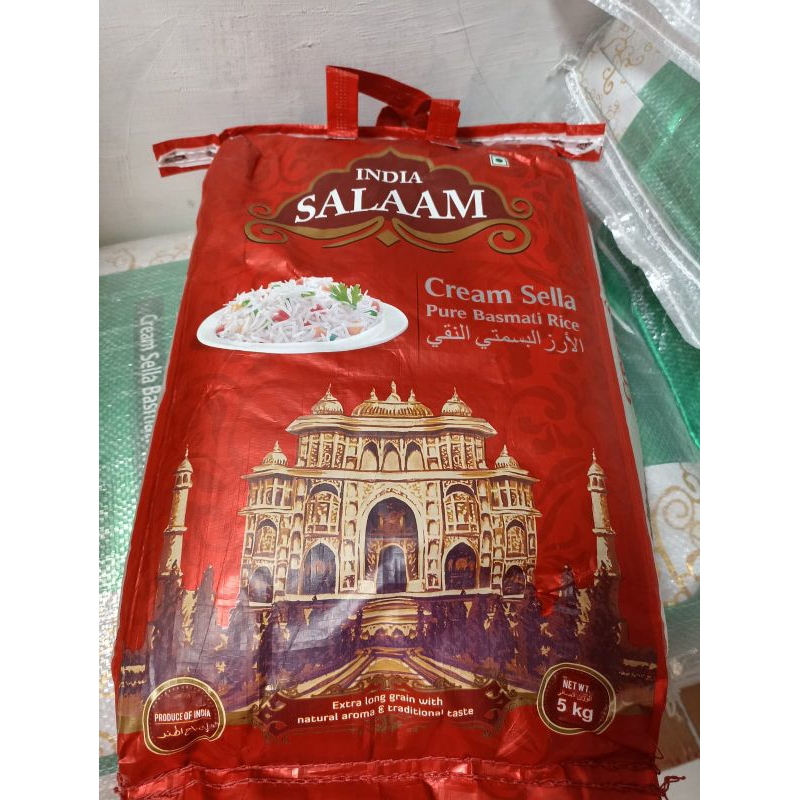 INDIA
SALAAM
Cream Sella
Pure Basmati Rice
الأرز البسمتي النقي
Cream Sella Basmati
Extra long grain with
natural aroma & traditional taste
PRODUCE OF INDIA
NET WT.
5 kg